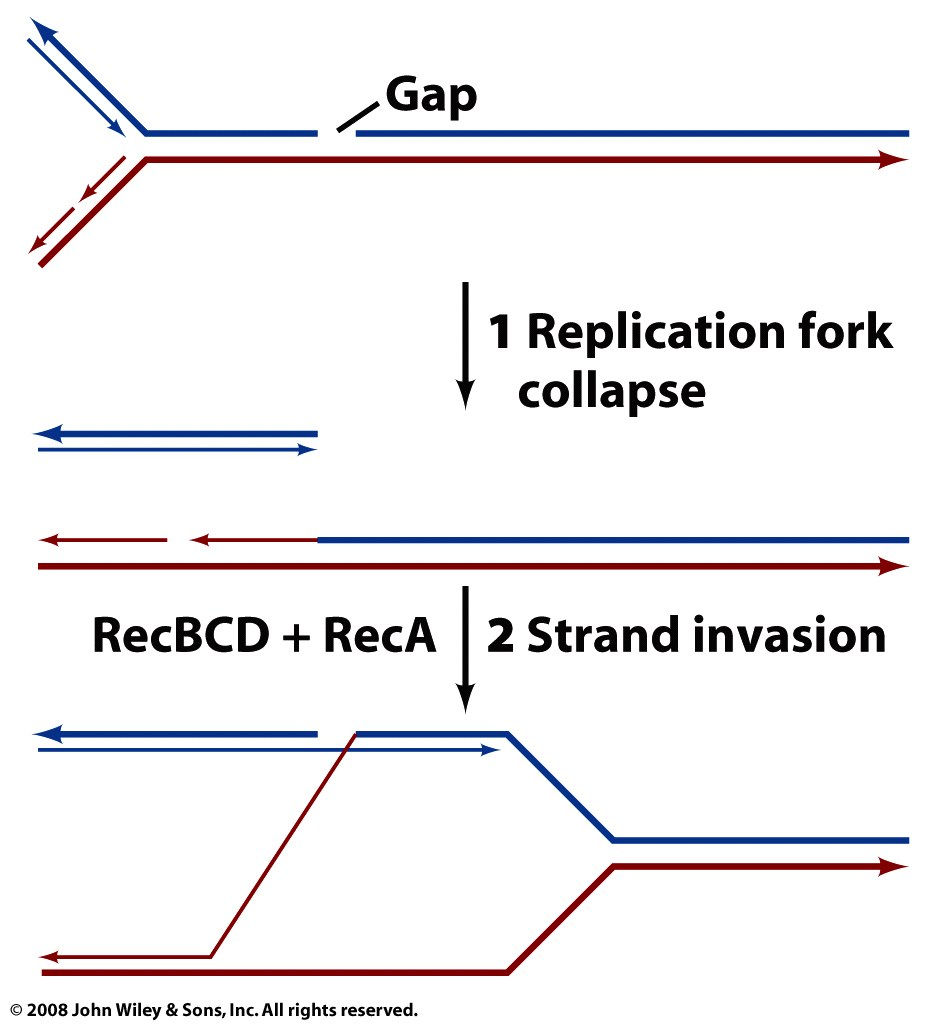 Gap
1 Replication fork
collapse
RecBCD + RecA
2 Strand invasion
© 2008 John Wiley & Sons, Inc. All rights reserved.